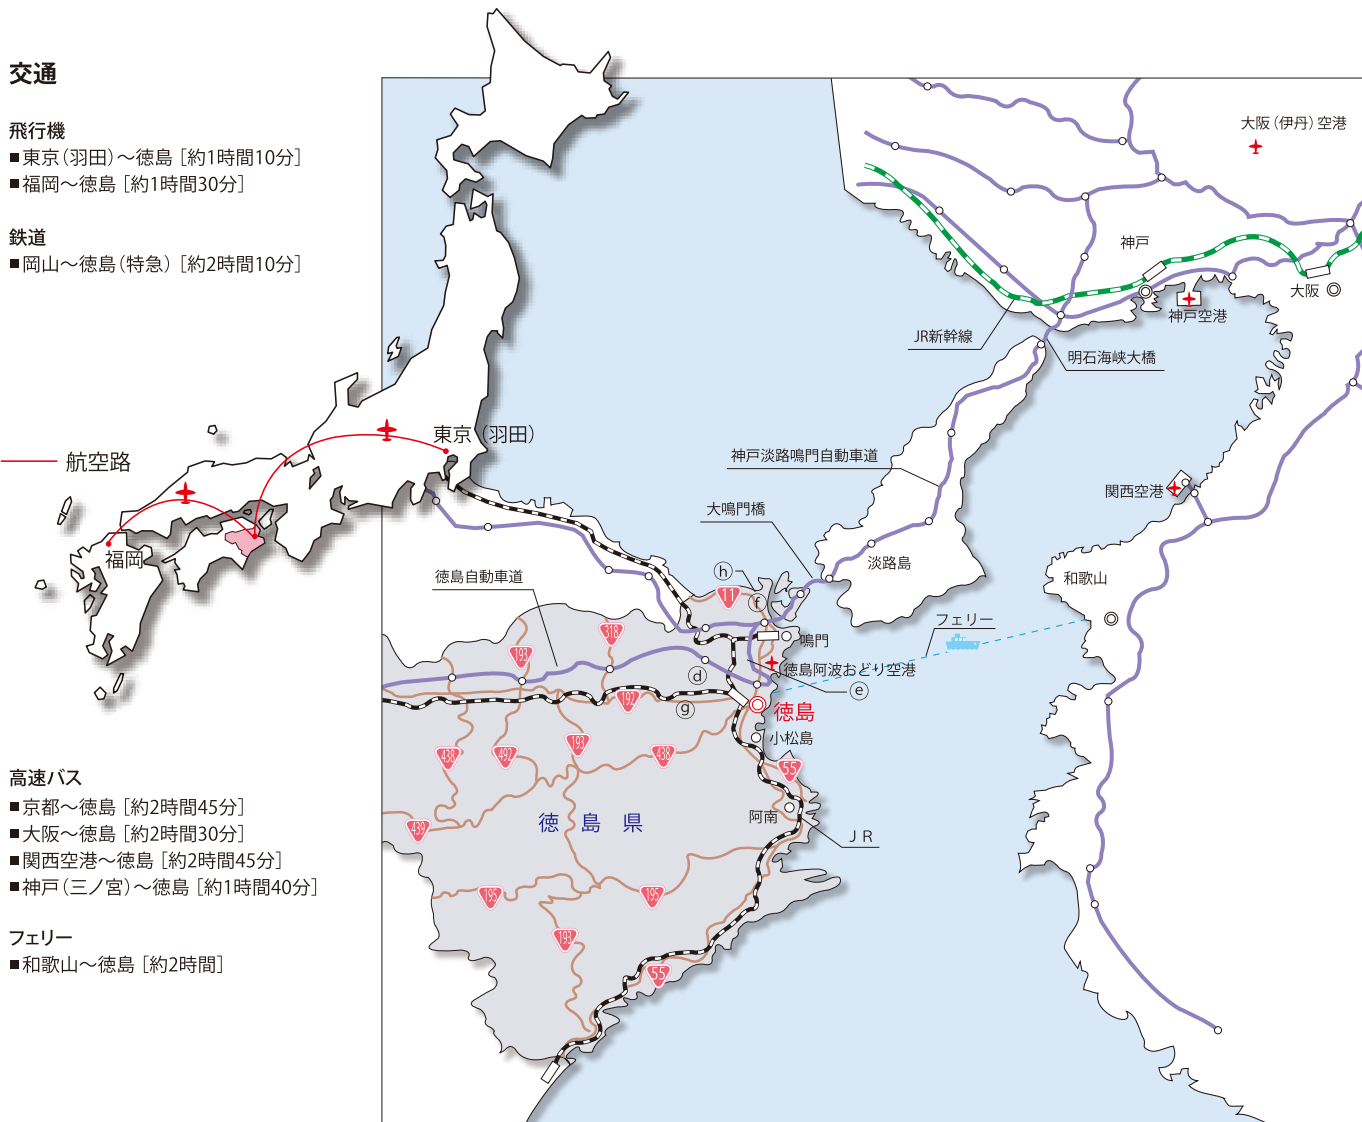 交通
飛行機
■東京（羽田）～徳島［約1時間10分］
■福岡～徳島［約1時間30分］
鉄道
■岡山～徳島（特急）［約2時間10分］
航空路
高速バス
■京都～徳島［約2時間45分］
■大阪～徳島［約2時間30分］
■関西空港～徳島［約2時間45分］
■神戸（三ノ宮）～徳島［約1時間40分］
フェリー
■和歌山～徳島［約2時間］
東京（羽田）
福岡
大阪（伊丹）空港
神戸
大阪
神戸空港
JR新幹線
明石海峡大橋
神戸淡路鳴門自動車道
関西空港
大鳴門橋
淡路島
和歌山
徳島自動車道
ⓗ
11
ⓕ
フェリー
318
鳴門
193
徳島阿波おどり空港
ⓓ
ⓔ
192
ⓖ
徳島
小松島
438
492
193
438
55
阿南
徳島県
439
ＪＲ
195
195
193
55